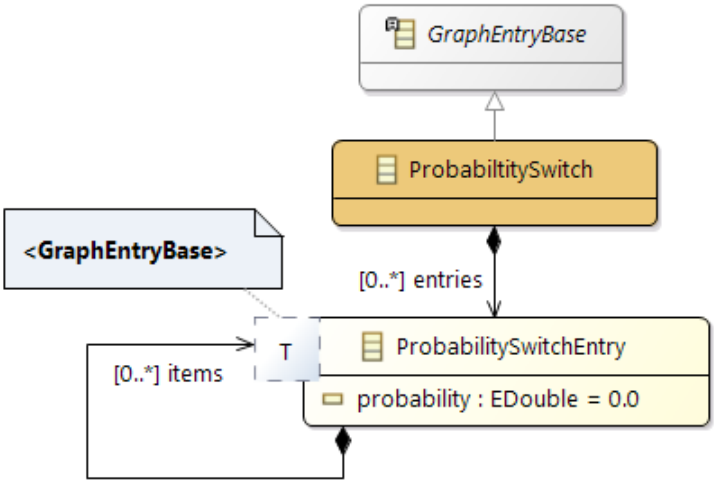 GraphEntryBase
ProbabiltitySwitch
<GraphEntryBase>
[0..*] entries
T
ProbabilitySwitchEntry
[0..*] items
probability : EDouble = 0.0